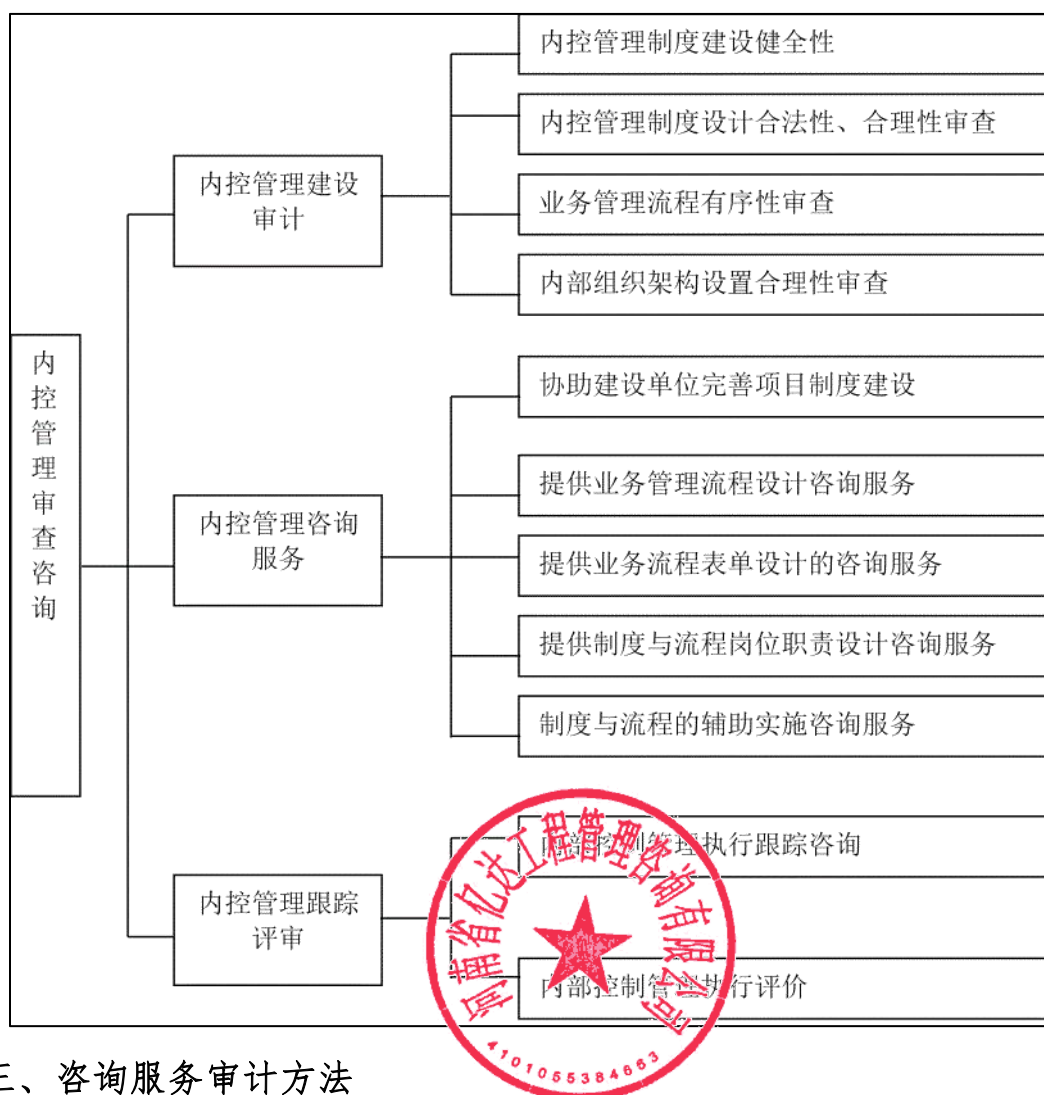 内控管理审查咨询
内控管理建设
审计
内控管理制度建设健全性
内控管理制度设计合法性、合理性审查
业务管理流程有序性审查
内部组织架构设置合理性审查
内控管理咨询
服务
协助建设单位完善项目制度建设
提供业务管理流程设计咨询服务
提供业务流程表单设计的咨询服务
提供制度与流程岗位职责设计咨询服务
制度与流程的辅助实施咨询服务
内控管理跟踪
评审
内部控制管理执行跟踪咨询
内部控制管理执行评价
河南省亿达工程管理咨询有限公司
4101055384663
三、咨询服务审计方法